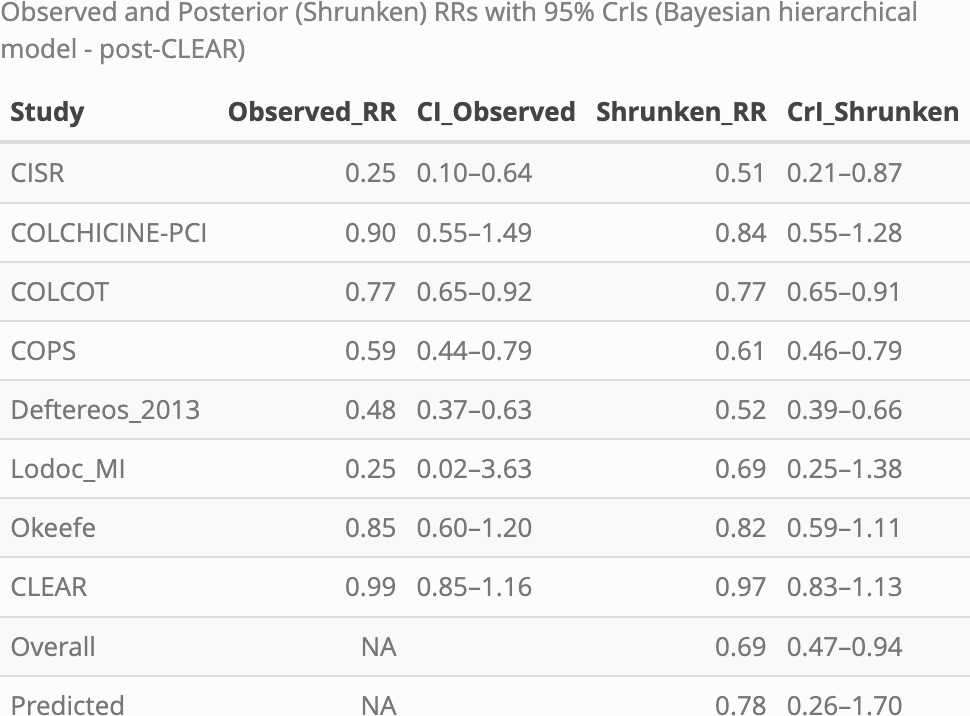 Observed and Posterior (Shrunken) RRs with 95% CrIs (Bayesian hierarchical
model - post-CLEAR)
Study Observed_RR CI_Observed Shrunken_RR CrI_Shrunken
CISR 0.25 0.10–0.64 0.51 0.21–0.87
COLCHICINE-PCI 0.90 0.55–1.49 0.84 0.55–1.28
COLCOT 0.77 0.65–0.92 0.77 0.65–0.91
COPS 0.59 0.44–0.79 0.61 0.46–0.79
Deftereos_2013 0.48 0.37–0.63 0.52 0.39–0.66
Lodoc_MI 0.25 0.02–3.63 0.69 0.25–1.38
Okeefe 0.85 0.60–1.20 0.82 0.59–1.11
CLEAR 0.99 0.85–1.16 0.97 0.83–1.13
Overall NA 0.69 0.47–0.94
Predicted NA 0.78 0.26–1.70